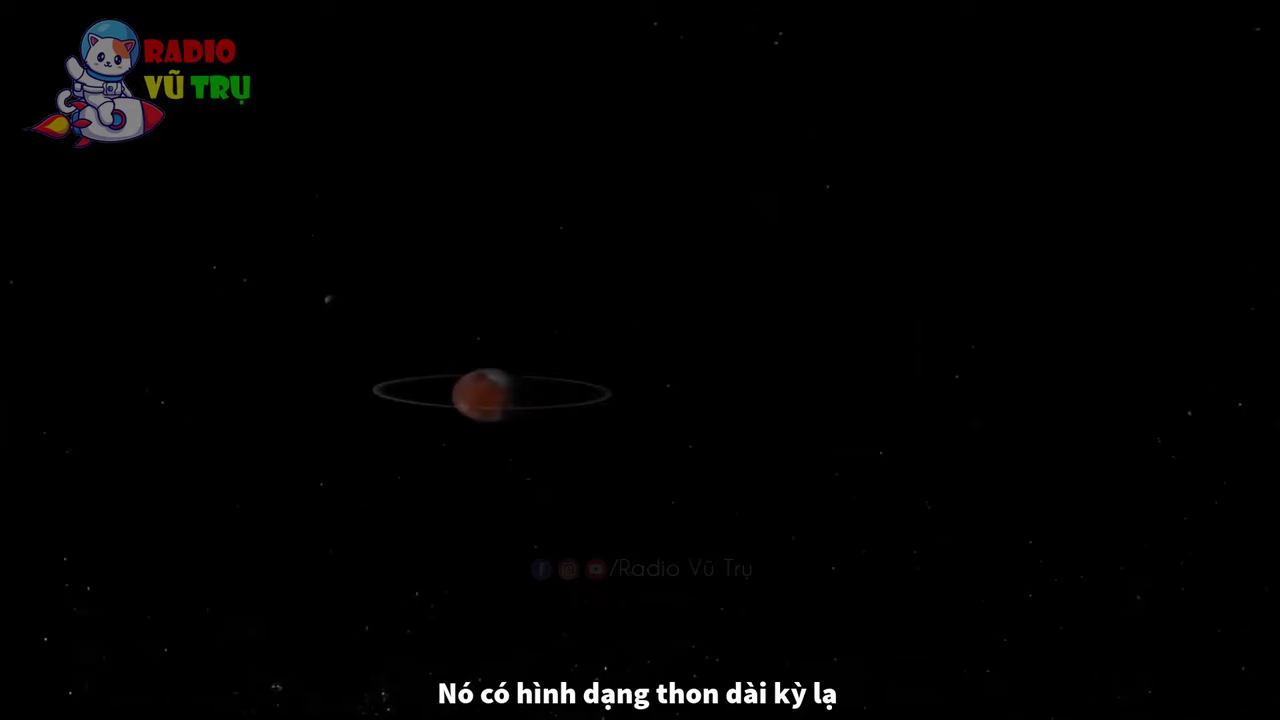 RADIO
VŨ TRỤ
/Radio Vũ Trụ
Nó có hình dạng thon dài kỳ lạ